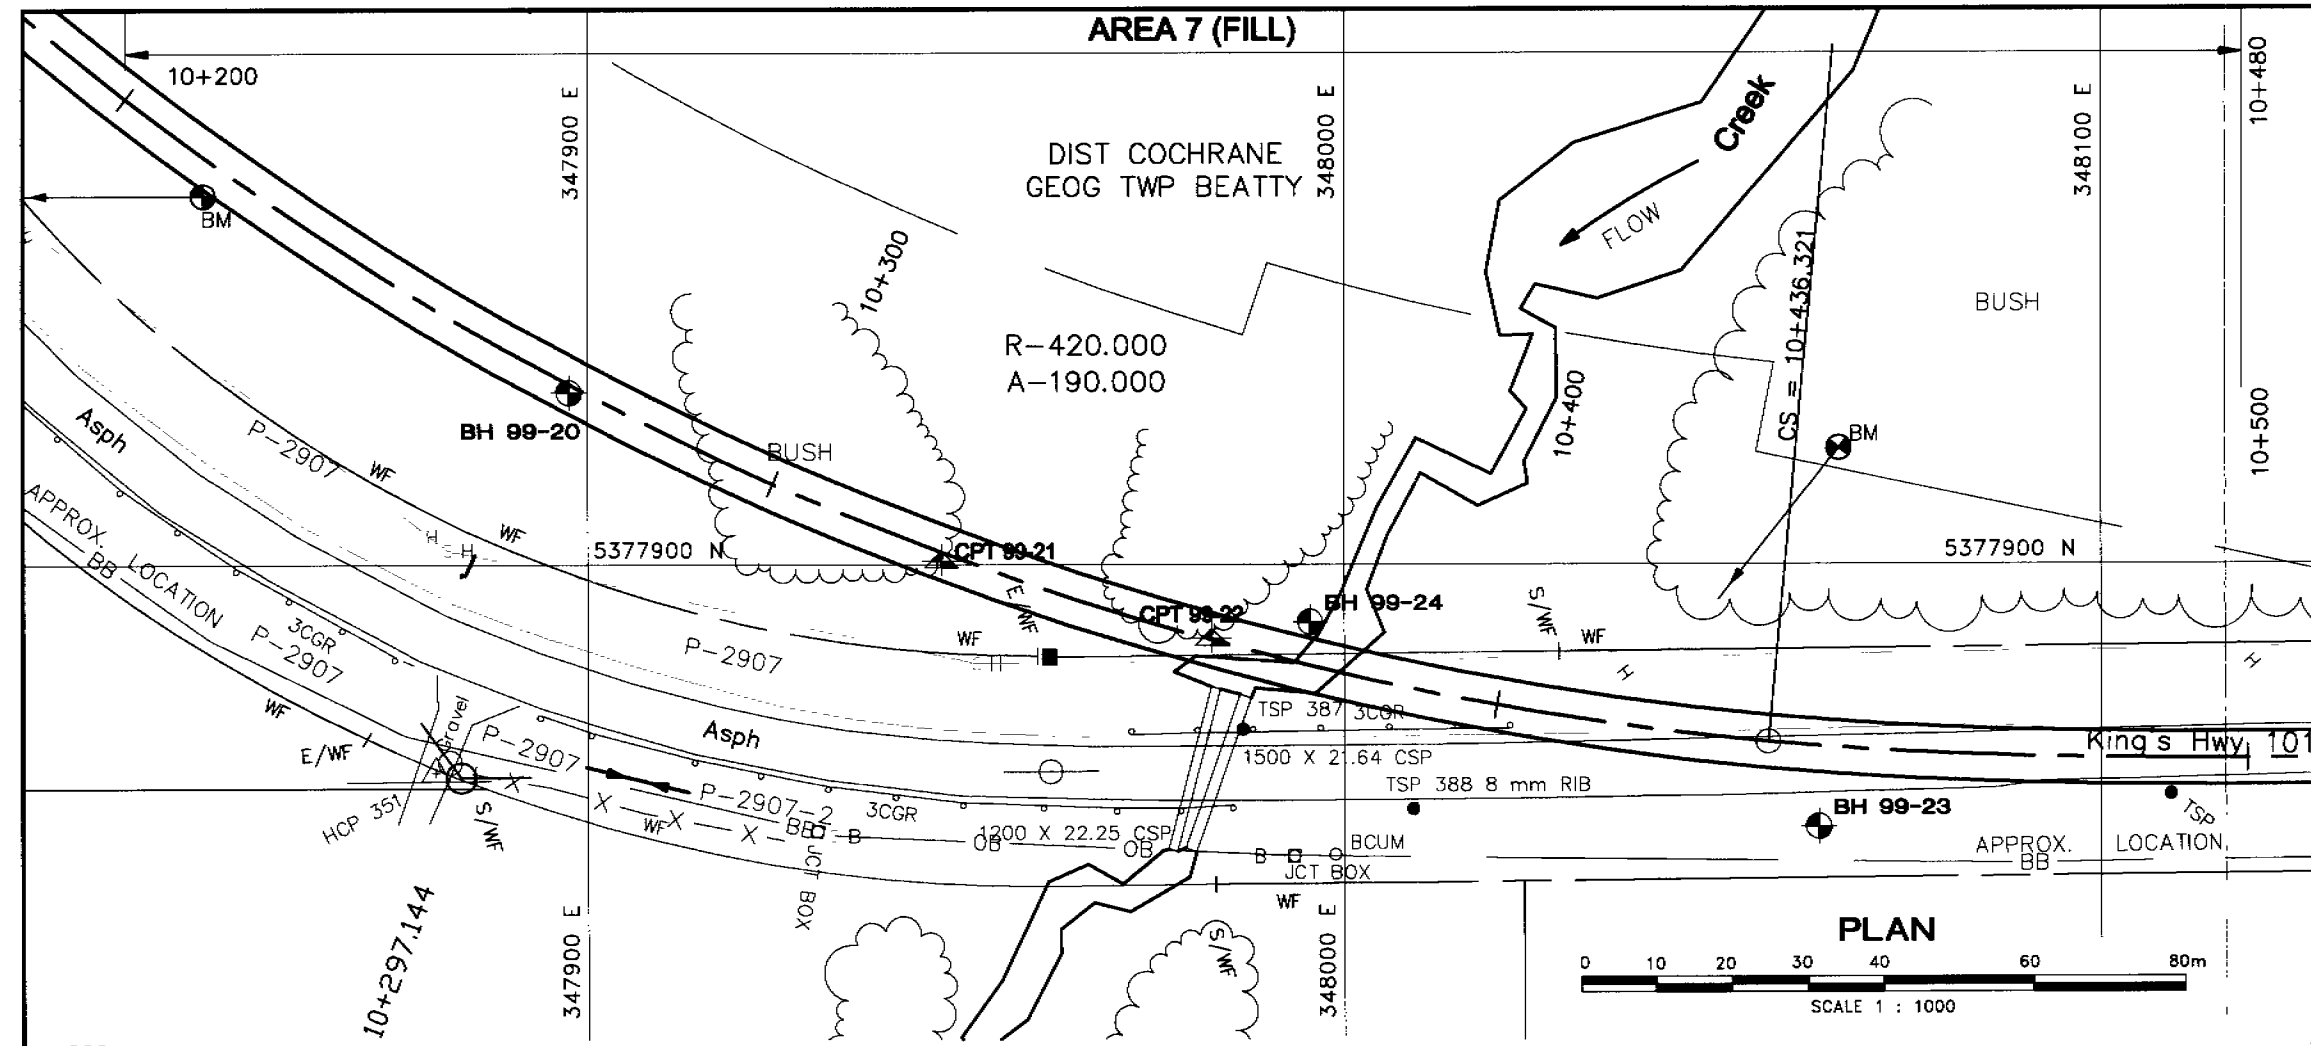 AREA 7 (FILL)
10+200
10+480
347900 E
348000 E
348100 E
Creek
DIST COCHRANE
GEOG TWP BEATTY
FLOW
BM
10+300
CS = 10+436.321
BUSH
R-420.000
A-190.000
10+400
10+500
BM
Asph
P-2907
WF
BH 99-20
BUSH
WF
H
H
5377900 N
CPT 99-21
5377900 N
APPROX. LOCATION
BB
P-2907
3CGR
E/WF
CPT 99-22
BH 99-24
S/WF
WF
WF
P-2907
H
H
WF
Gravel
E/WF
P-2907
Asph
TSP 387
3CGR
1500 X 21.64 CSP
King's Hwy 101
TSP 388 8 mm RIB
HCP 351
S/WF
X
X
X
X
P-2907-2
3CGR
WF
BB
B
JCT BOX
1200 X 22.25 CSP
OB
OB
B
BCUM
JCT BOX
BH 99-23
TSP
APPROX. LOCATION
BB
WF
S/WF
10+297.144
347900 E
348000 E
PLAN
0 10 20 30 40 60 80m
SCALE 1 : 1000